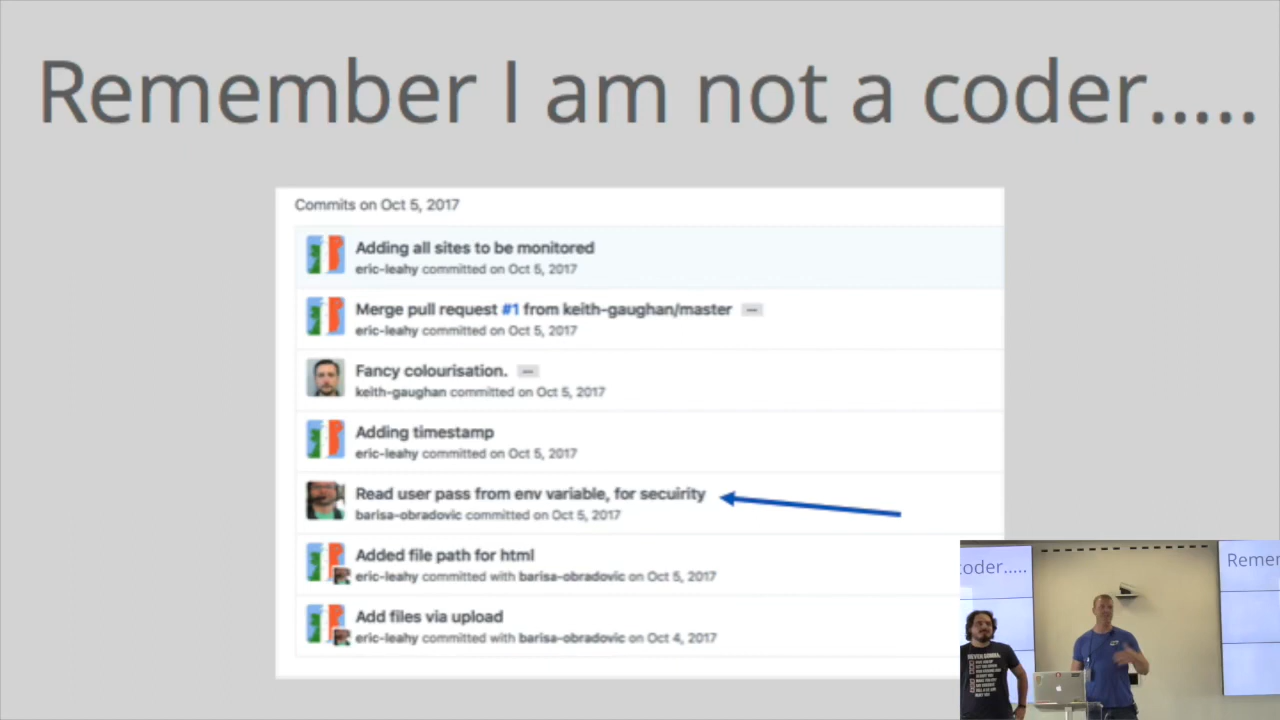 Remember I am not a coder.....
Commits on Oct 5, 2017
Adding all sites to be monitored
eric-leahy committed on Oct 5, 2017
Merge pull request #1 from keith-gaughan/master
eric-leahy committed on Oct 5, 2017
Fancy colourisation.
keith-gaughan committed on Oct 5, 2017
Adding timestamp
eric-leahy committed on Oct 5, 2017
Read user pass from env variable, for secuirity
barisa-obradovic committed on Oct 5, 2017
Added file path for html
eric-leahy committed with barisa-obradovic on Oct 5, 2017
Add files via upload
eric-leahy committed with barisa-obradovic on Oct 4, 2017
coder.....
Remem